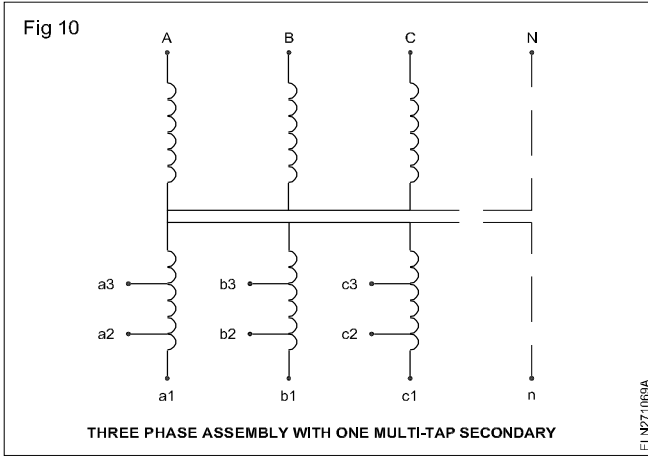 Fig 10
A B C N
a3 b3 c3
a2 b2 c2
a1 b1 c1 n
THREE PHASE ASSEMBLY WITH ONE MULTI-TAP SECONDARY
ELN271069A